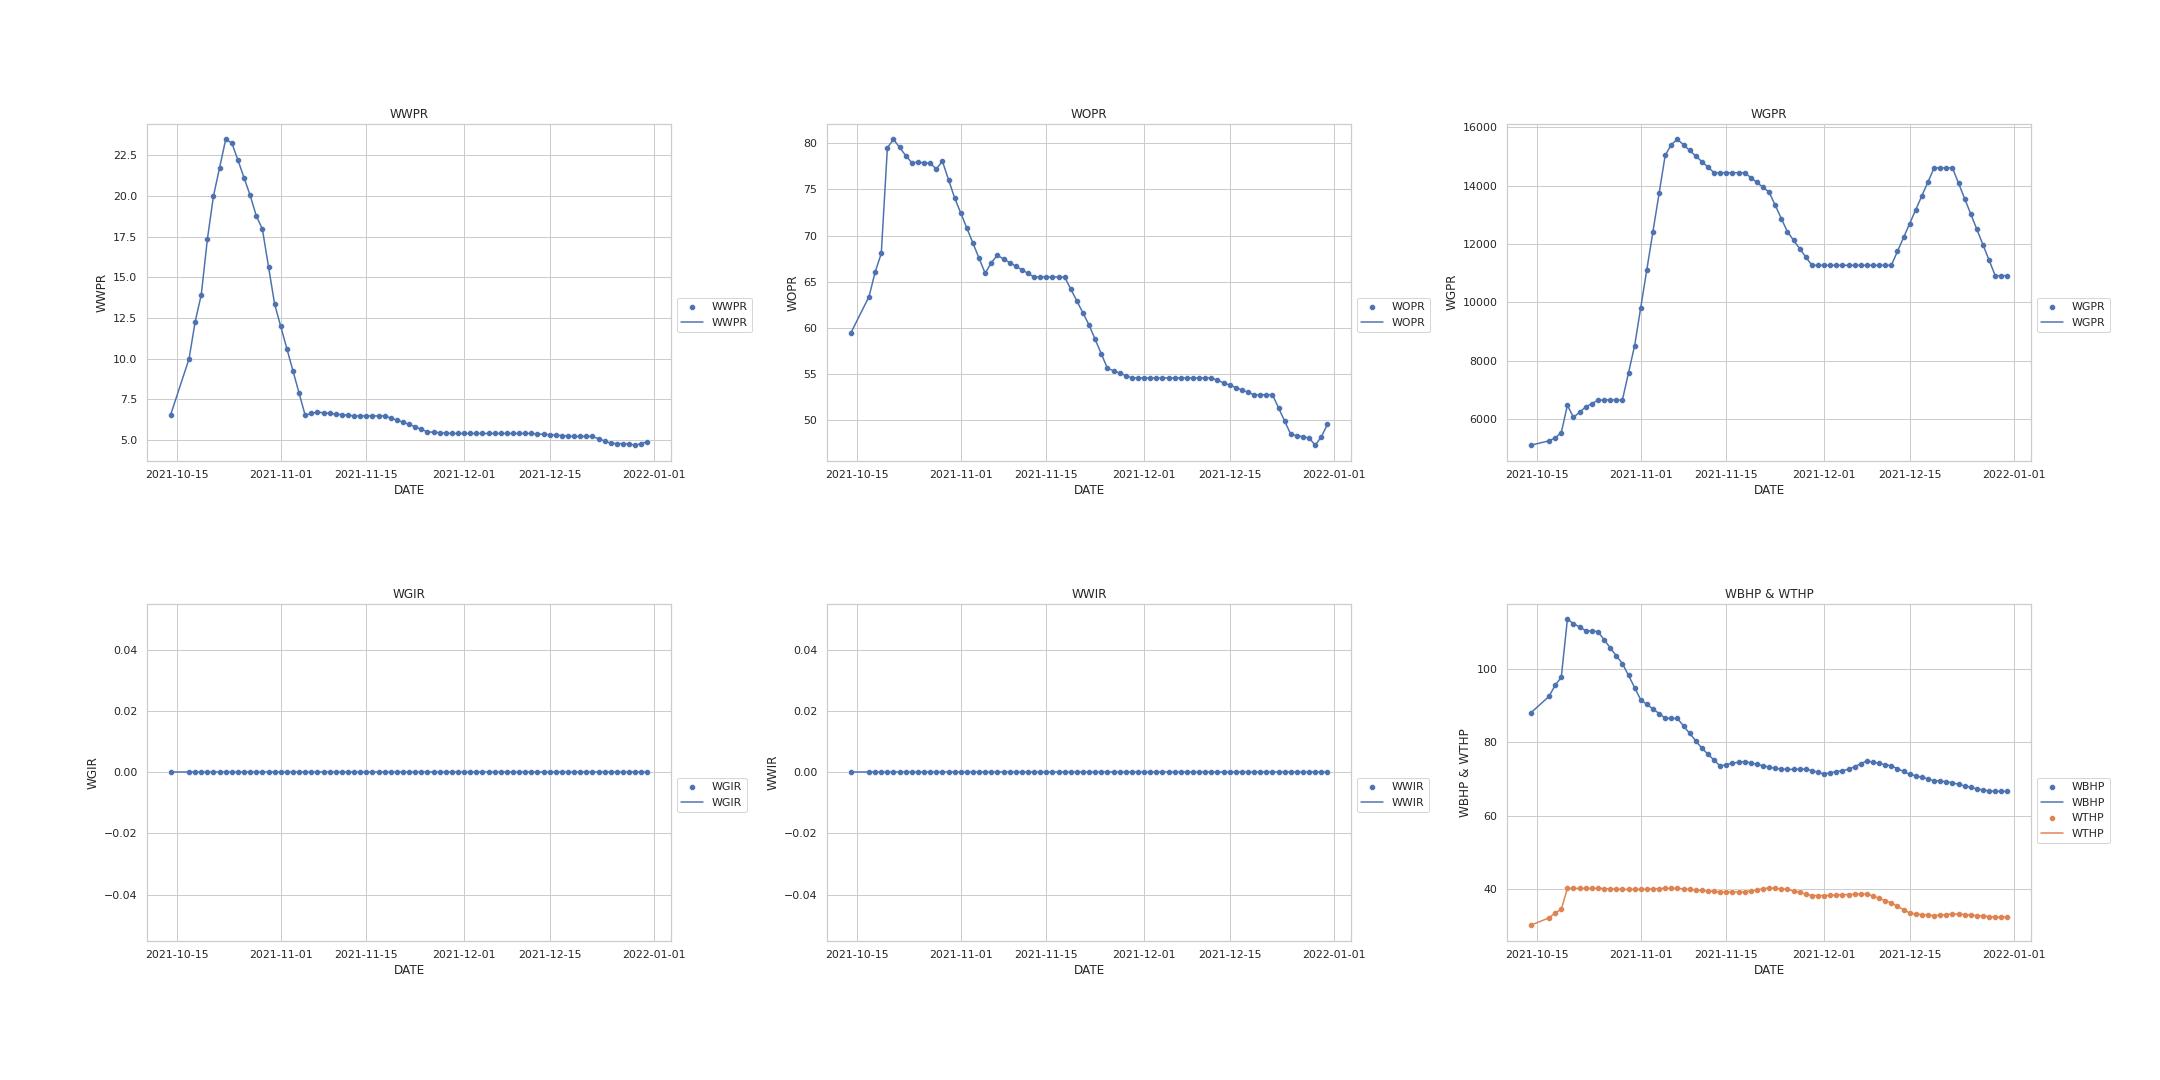 WWPR
WWPR
22.5
20.0
17.5
15.0
12.5
10.0
7.5
5.0
2021-10-15 2021-11-01 2021-11-15 2021-12-01 2021-12-15 2022-01-01
DATE
WWPR
WWPR
WOPR
WOPR
80
75
70
65
60
55
50
2021-10-15 2021-11-01 2021-11-15 2021-12-01 2021-12-15 2022-01-01
DATE
WOPR
WOPR
WGPR
WGPR
16000
14000
12000
10000
8000
6000
2021-10-15 2021-11-01 2021-11-15 2021-12-01 2021-12-15 2022-01-01
DATE
WGPR
WGPR
WGIR
WGIR
0.04
0.02
0.00
−0.02
−0.04
2021-10-15 2021-11-01 2021-11-15 2021-12-01 2021-12-15 2022-01-01
DATE
WGIR
WGIR
WWIR
WWIR
0.04
0.02
0.00
−0.02
−0.04
2021-10-15 2021-11-01 2021-11-15 2021-12-01 2021-12-15 2022-01-01
DATE
WWIR
WWIR
WBHP & WTHP
WBHP & WTHP
100
80
60
40
2021-10-15 2021-11-01 2021-11-15 2021-12-01 2021-12-15 2022-01-01
DATE
WBHP
WBHP
WTHP
WTHP